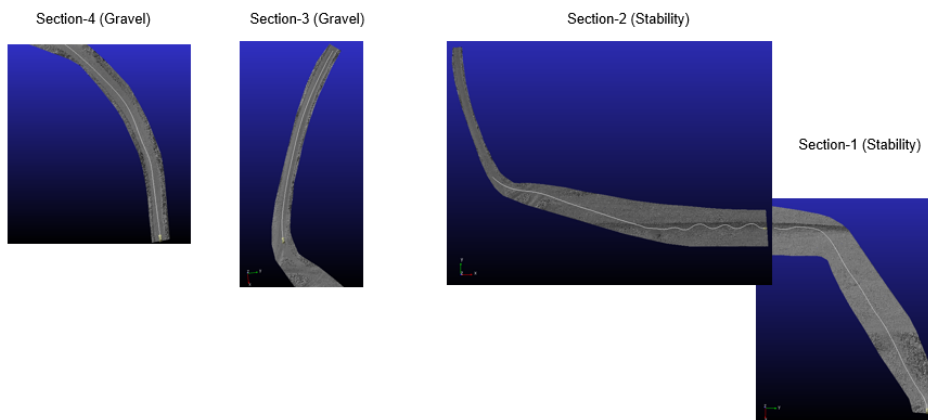 Section-4 (Gravel)
Section-3 (Gravel)
Section-2 (Stability)
Section-1 (Stability)